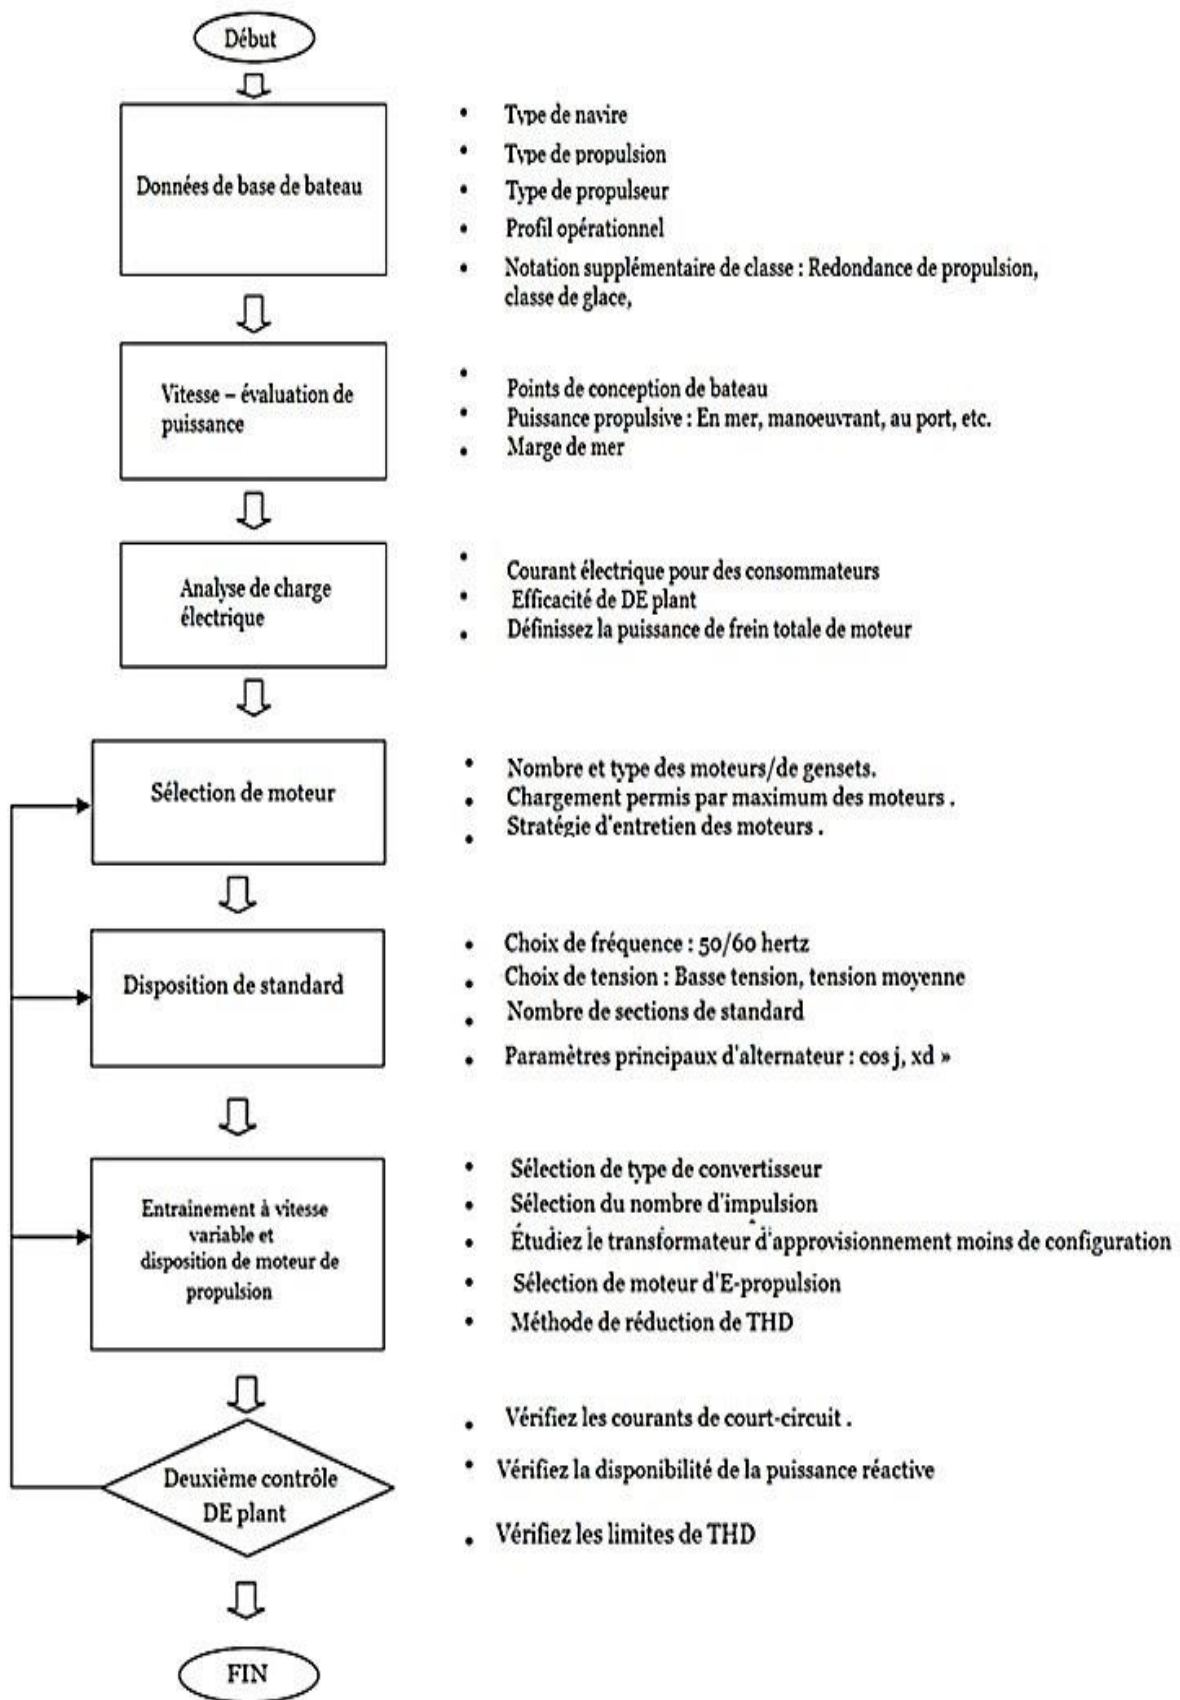 Début
Données de base de bateau
• Type de navire
• Type de propulsion
• Type de propulseur
• Profil opérationnel
• Notation supplémentaire de classe : Redondance de propulsion,
classe de glace,
Vitesse – évaluation de
puissance
• Points de conception de bateau
• Puissance propulsive : En mer, manoeuvrant, au port, etc.
• Marge de mer
Analyse de charge
électrique
• Courant électrique pour des consommateurs
• Efficacité de DE plant
• Définissez la puissance de frein totale de moteur
Sélection de moteur
• Nombre et type des moteurs/de gensets.
• Chargement permis par maximum des moteurs .
• Stratégie d'entretien des moteurs .
Disposition de standard
• Choix de fréquence : 50/60 hertz
• Choix de tension : Basse tension, tension moyenne
• Nombre de sections de standard
• Paramètres principaux d'alternateur : cos j, xd »
Entrainement à vitesse
variable et
disposition de moteur de
propulsion
• Sélection de type de convertisseur
• Sélection du nombre d'impulsion
• Étudiez le transformateur d'approvisionnement moins de configuration
• Sélection de moteur d'E-propulsion
• Méthode de réduction de THD
Deuxième contrôle
DE plant
• Vérifiez les courants de court-circuit .
• Vérifiez la disponibilité de la puissance réactive
• Vérifiez les limites de THD
FIN